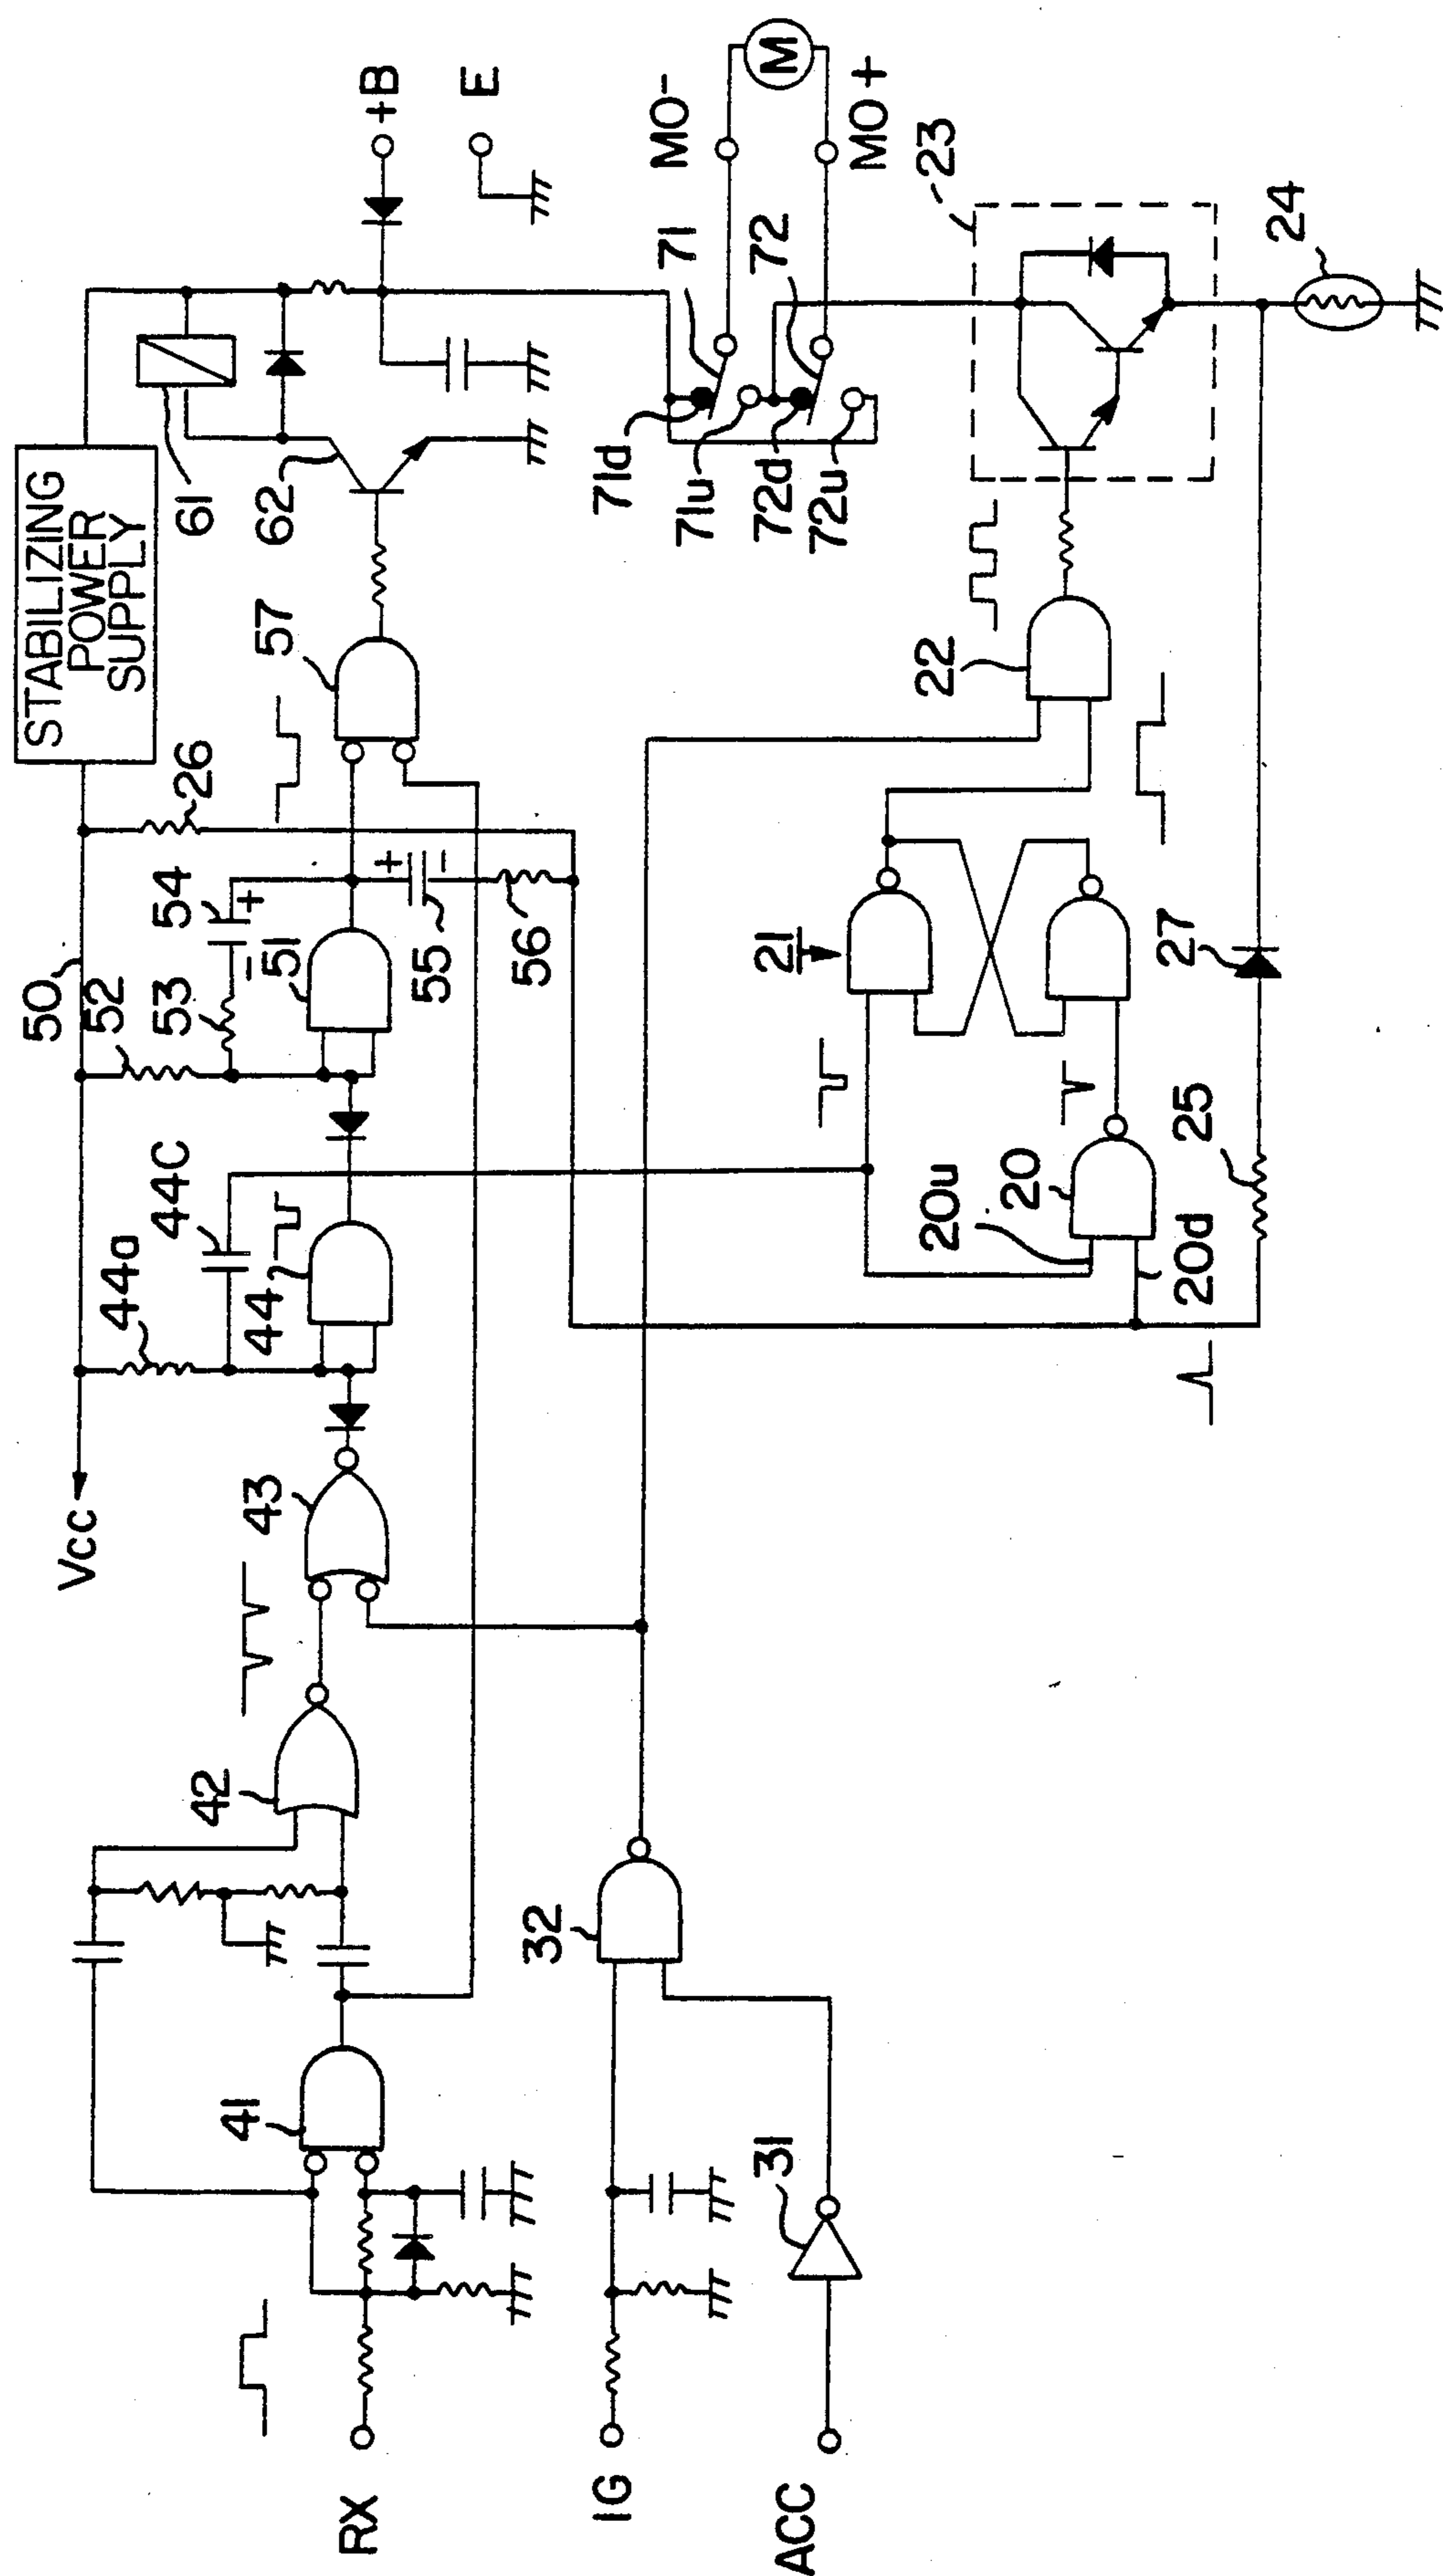 STABILIZING
POWER
SUPPLY
+B
E
61
62
57
26
50
52
53
54
51
55
56
44a
44C
44
Vcc
43
42
41
RX
MO-
M
MO+
71
72
71d
71u
72d
72u
23
24
22
21
27
25
20u
20
20d
32
31
IG
ACC